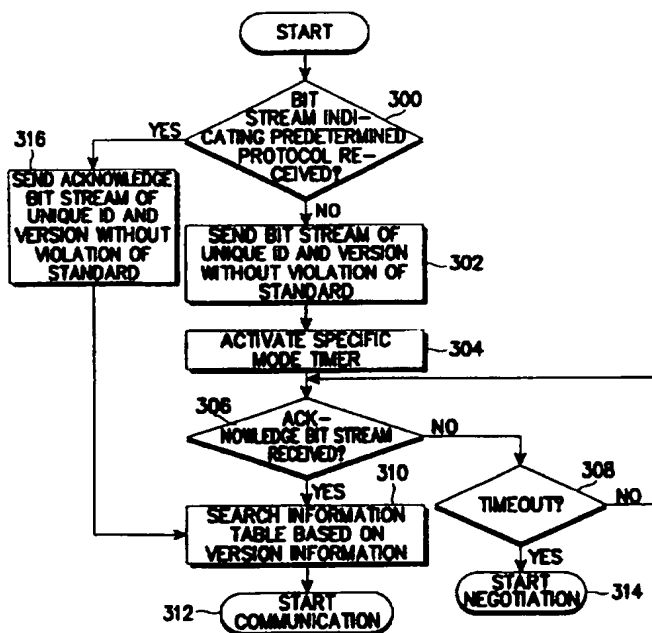 START
300
BIT
STREAM INDI-
CATING PREDETERMINED
PROTOCOL RE-
CEIVED?
YES
316
SEND ACKNOWLEDGE
BIT STREAM OF
UNIQUE ID AND
VERSION WITHOUT
VIOLATION OF
STANDARD
NO
SEND BIT STREAM OF
UNIQUE ID AND VERSION
WITHOUT VIOLATION OF
STANDARD
302
ACTIVATE SPECIFIC
MODE TIMER
304
306
ACK-
NOWLEDGE BIT STREAM
RECEIVED?
NO
308
TIMEOUT?
NO
YES
310
SEARCH INFORMATION
TABLE BASED ON
VERSION INFORMATION
YES
312
START
COMMUNICATION
START
NEGOTIATION
314